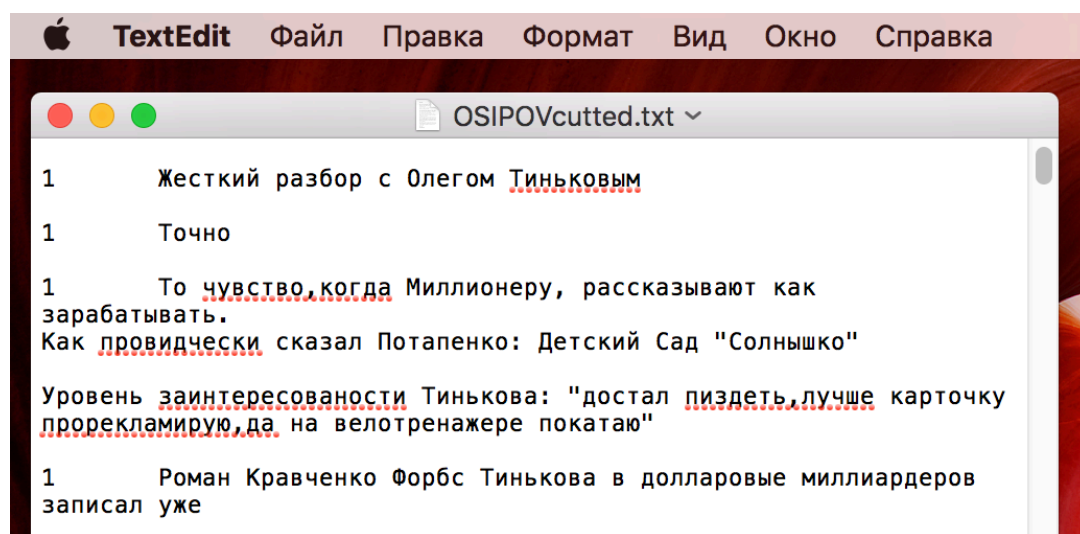 TextEdit Файл Правка Формат Вид Окно Справка
OSIPOVcutted.txt
1 Жесткий разбор с Олегом Тиньковым
1 Точно
1 То чувство,когда Миллионеру, рассказывают как
зарабатывать.
Как провидчески сказал Потапенко: Детский Сад "Солнышко"
Уровень заинтересованости Тинькова: "достал пиздеть,лучше карточку
прорекламирую,да на велотренажере покатаю"
1 Роман Кравченко Форбс Тинькова в долларовые миллиардеров
записал уже